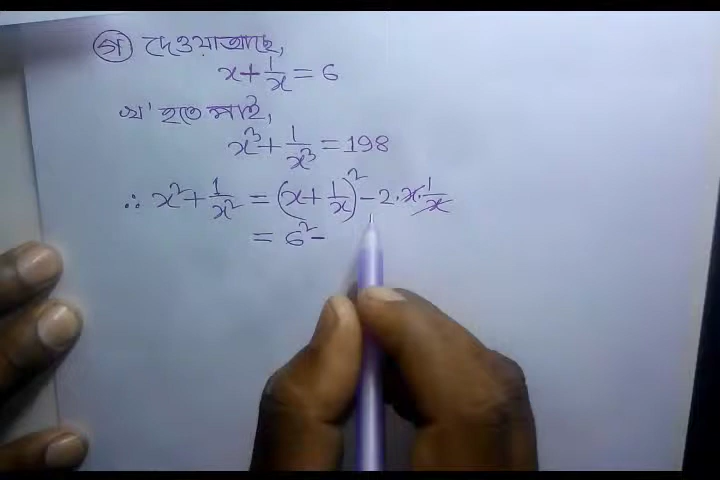 গ দেওয়া আছে,
x + 1/x = 6
'খ' হতে পাই,
x³ + 1/x³ = 198
∴ x² + 1/x² = (x + 1/x)² - 2·x·1/x
= 6² -